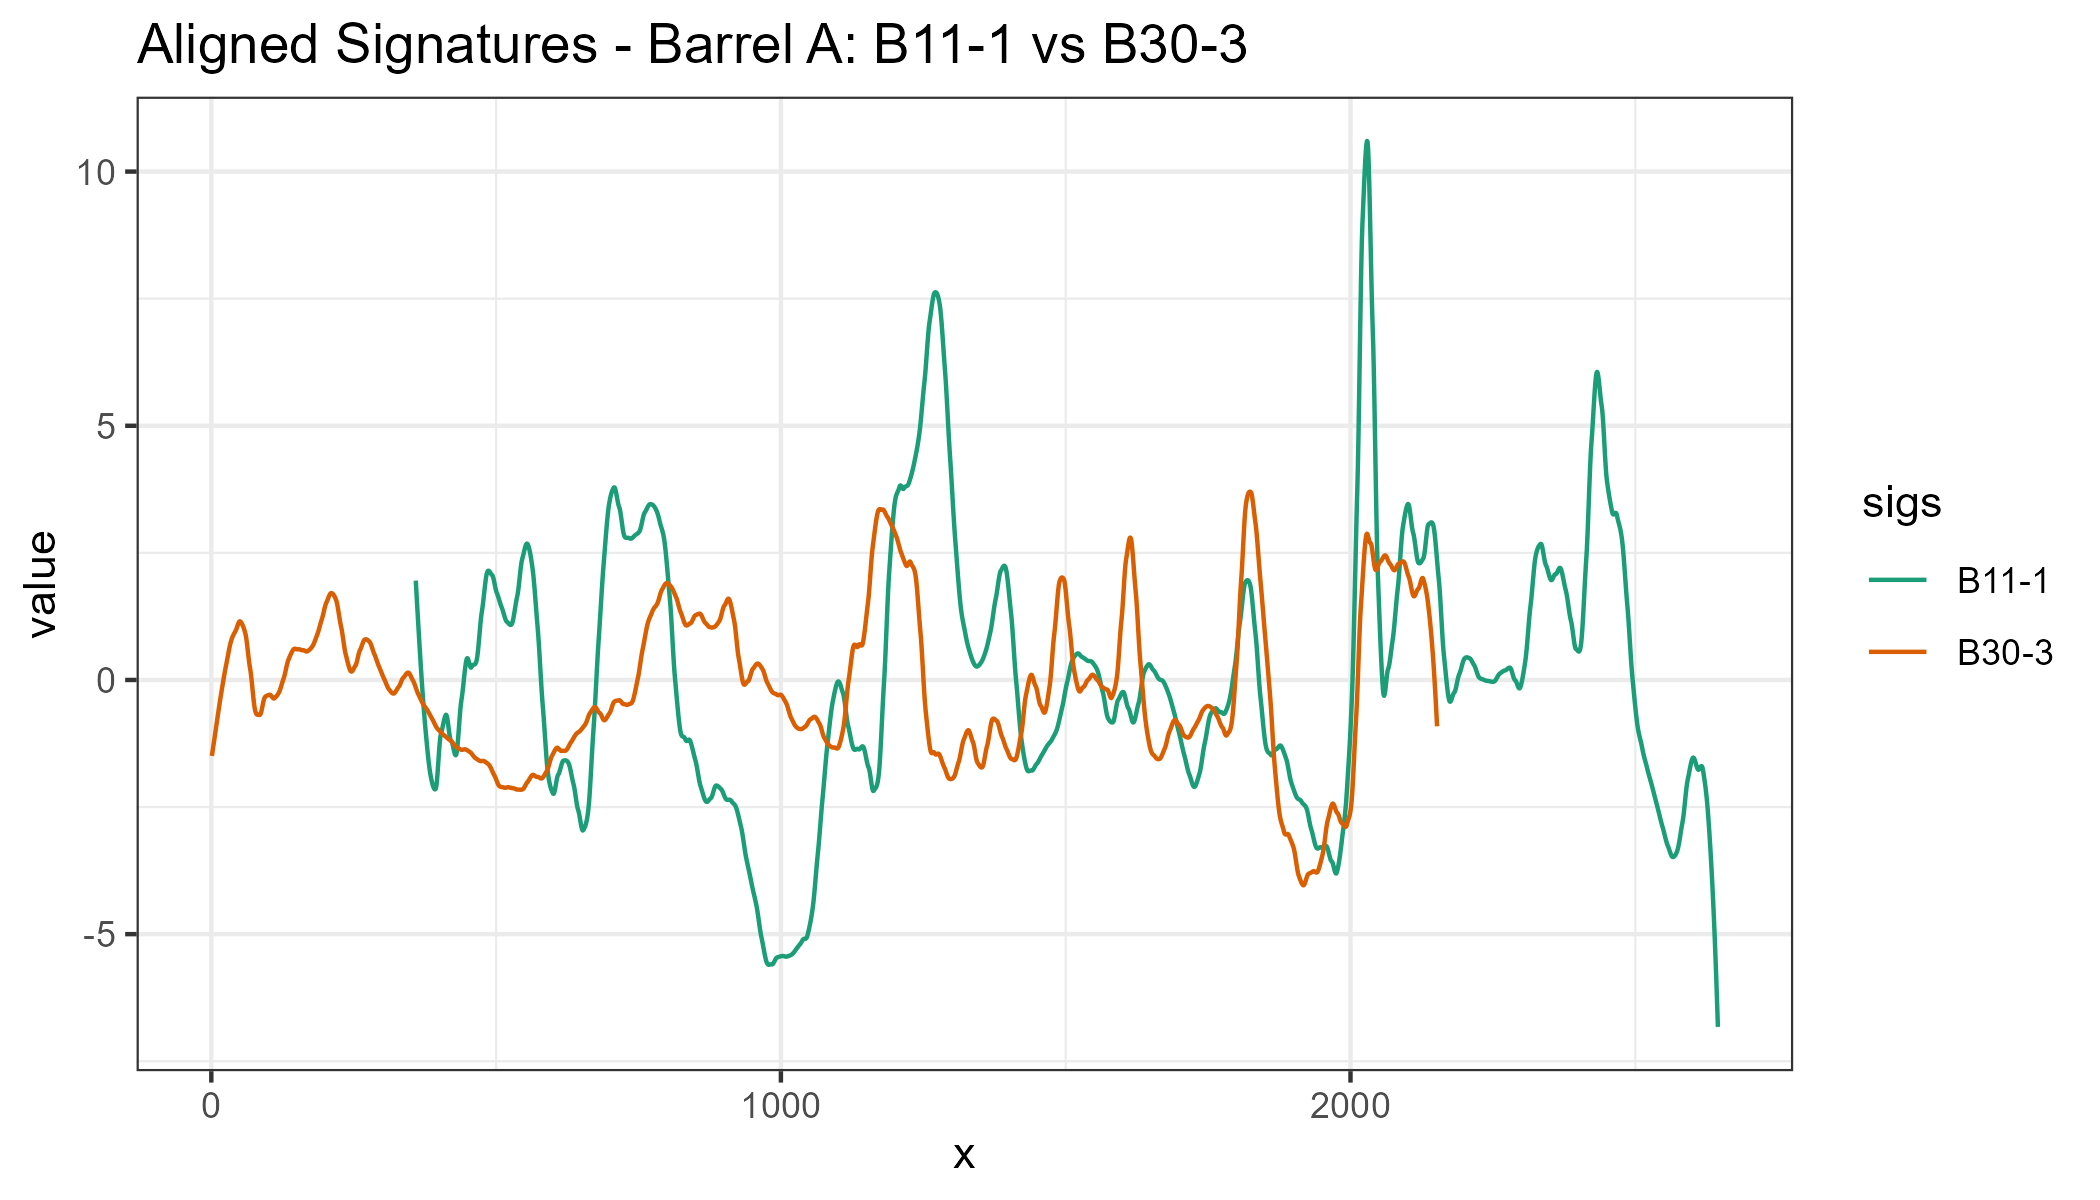 Aligned Signatures - Barrel A: B11-1 vs B30-3
10
5
0
-5
value
0
1000
2000
x
sigs
B11-1
B30-3